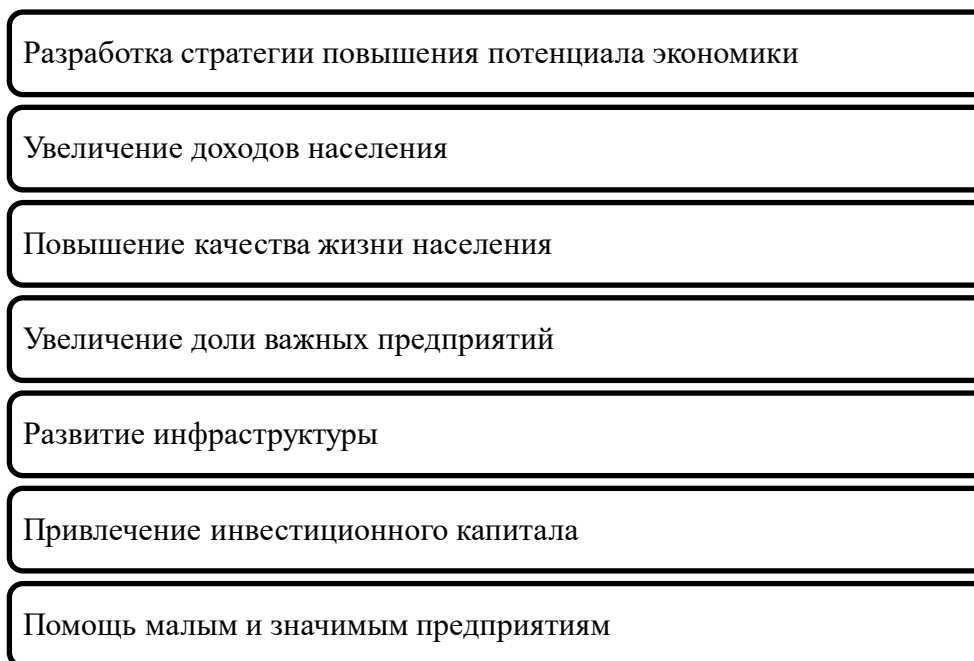 Разработка стратегии повышения потенциала экономики
Увеличение доходов населения
Повышение качества жизни населения
Увеличение доли важных предприятий
Развитие инфраструктуры
Привлечение инвестиционного капитала
Помощь малым и значимым предприятиям